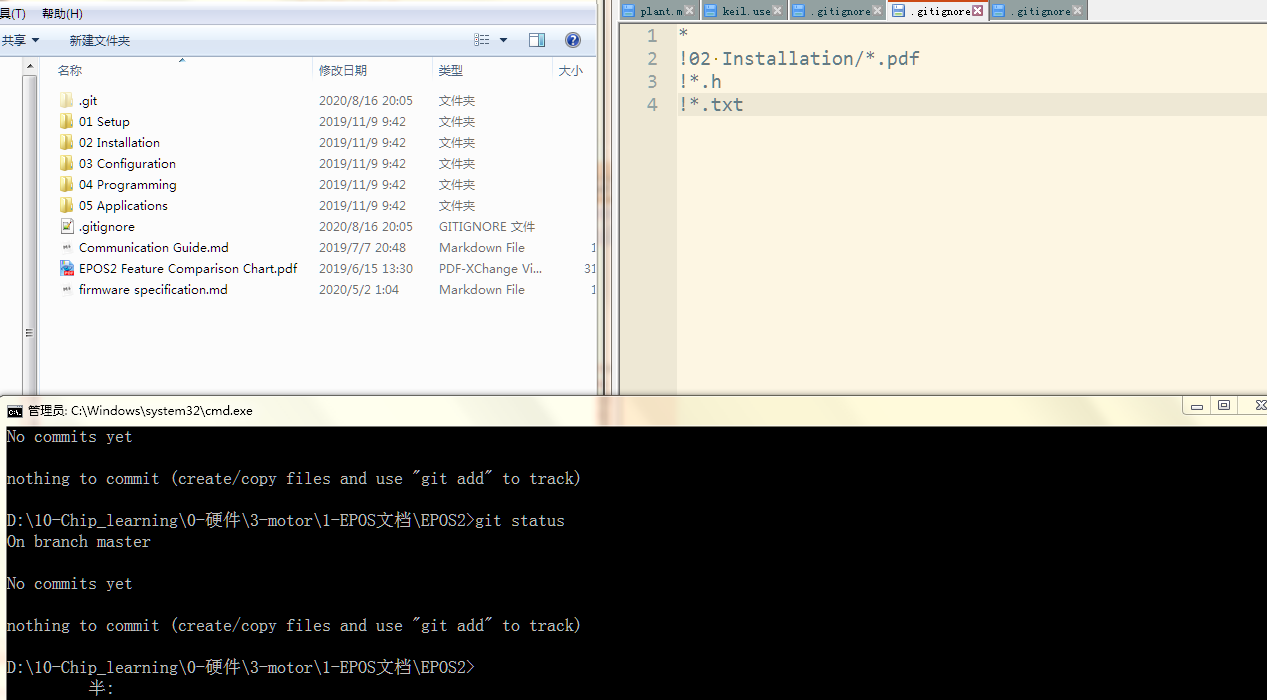 具(T) 帮助(H)
共享 新建文件夹
名称 修改日期 类型 大小
.git 2020/8/16 20:05 文件夹
01 Setup 2019/11/9 9:42 文件夹
02 Installation 2019/11/9 9:42 文件夹
03 Configuration 2019/11/9 9:42 文件夹
04 Programming 2019/11/9 9:42 文件夹
05 Applications 2019/11/9 9:42 文件夹
.gitignore 2020/8/16 20:05 GITIGNORE 文件
Communication Guide.md 2019/7/7 20:48 Markdown File 1
EPOS2 Feature Comparison Chart.pdf 2019/6/15 13:30 PDF-XChange Vi... 31
firmware specification.md 2020/5/2 1:04 Markdown File 1
plant.m keil.use .gitignore .gitignore .gitignore
1 *
2 !02·Installation/*.pdf
3 !*.h
4 !*.txt
管理员: C:\Windows\system32\cmd.exe
No commits yet
nothing to commit (create/copy files and use "git add" to track)
D:\10-Chip_learning\0-硬件\3-motor\1-EPOS文档\EPOS2>git status
On branch master
No commits yet
nothing to commit (create/copy files and use "git add" to track)
D:\10-Chip_learning\0-硬件\3-motor\1-EPOS文档\EPOS2>
半: